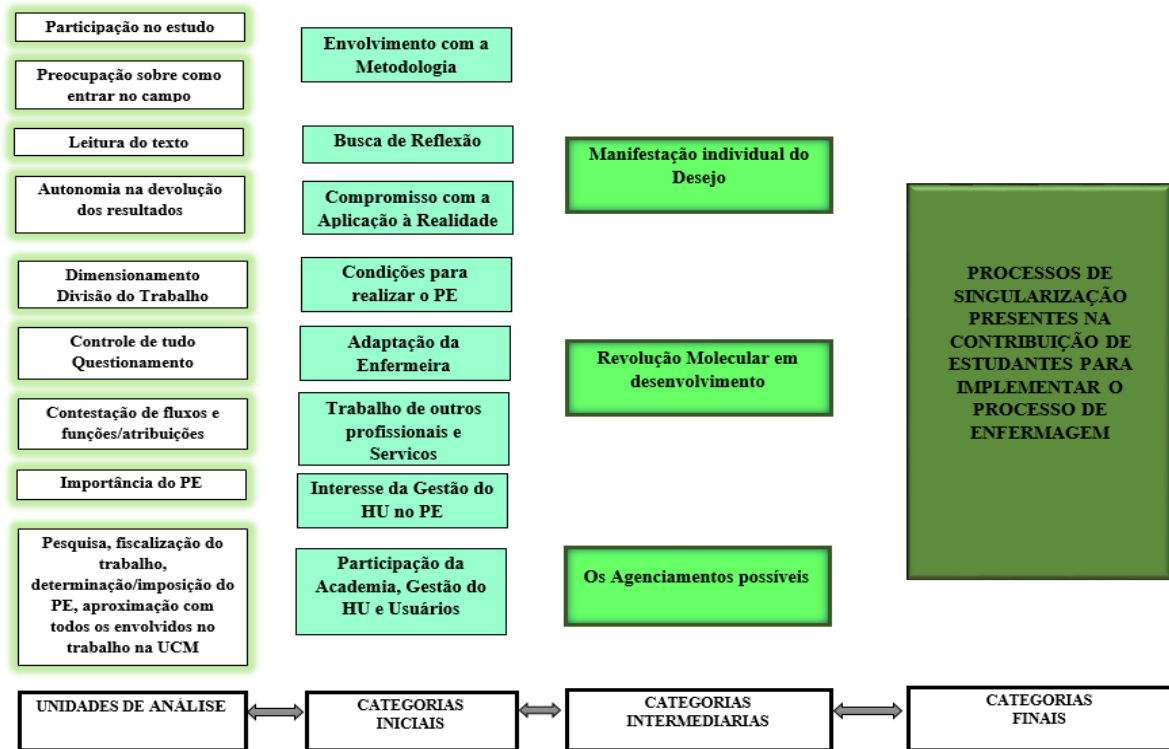 Participação no estudo
Preocupação sobre como
entrar no campo
Leitura do texto
Autonomia na devolução
dos resultados
Dimensionamento
Divisão do Trabalho
Controle de tudo
Questionamento
Contestação de fluxos e
funções/atribuições
Importância do PE
Pesquisa, fiscalização do
trabalho,
determinação/imposição do
PE, aproximação com
todos os envolvidos no
trabalho na UCM
UNIDADES DE ANÁLISE
Envolvimento com a
Metodologia
Busca de Reflexão
Compromisso com a
Aplicação à Realidade
Condições para
realizar o PE
Adaptação da
Enfermeira
Trabalho de outros
profissionais e
Servicos
Interesse da Gestão do
HU no PE
Participação da
Academia, Gestão do
HU e Usuários
CATEGORIAS
INICIAIS
Manifestação individual do
Desejo
Revolução Molecular em
desenvolvimento
Os Agenciamentos possíveis
CATEGORIAS
INTERMEDIARIAS
PROCESSOS DE
SINGULARIZAÇÃO
PRESENTES NA
CONTRIBUIÇÃO DE
ESTUDANTES PARA
IMPLEMENTAR O
PROCESSO DE
ENFERMAGEM
CATEGORIAS
FINAIS